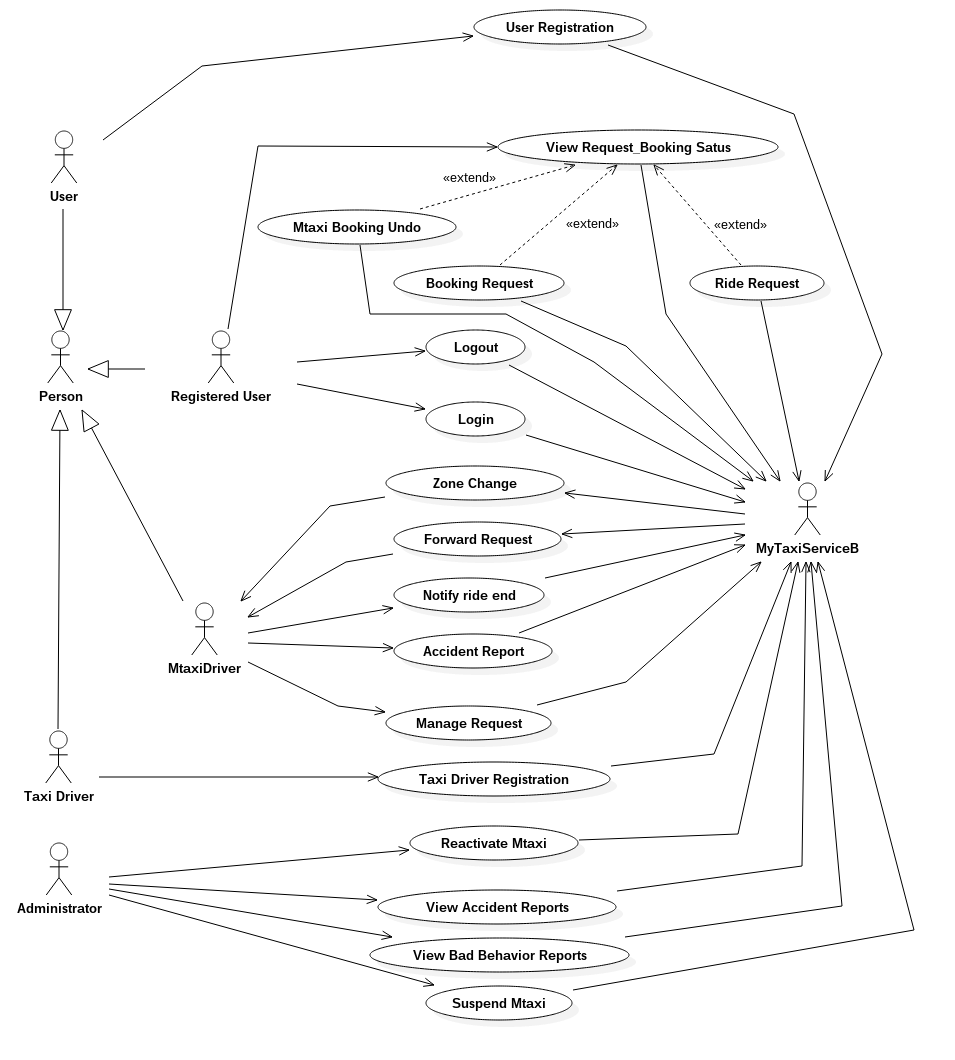 User Registration
User
View Request_Booking Satus
«extend»
Mtaxi Booking Undo
«extend»
«extend»
Booking Request
Ride Request
Logout
Person
Registered User
Login
Zone Change
Forward Request
MyTaxiServiceB
Notify ride end
Accident Report
MtaxiDriver
Manage Request
Taxi Driver Registration
Taxi Driver
Reactivate Mtaxi
View Accident Reports
Administrator
View Bad Behavior Reports
Suspend Mtaxi